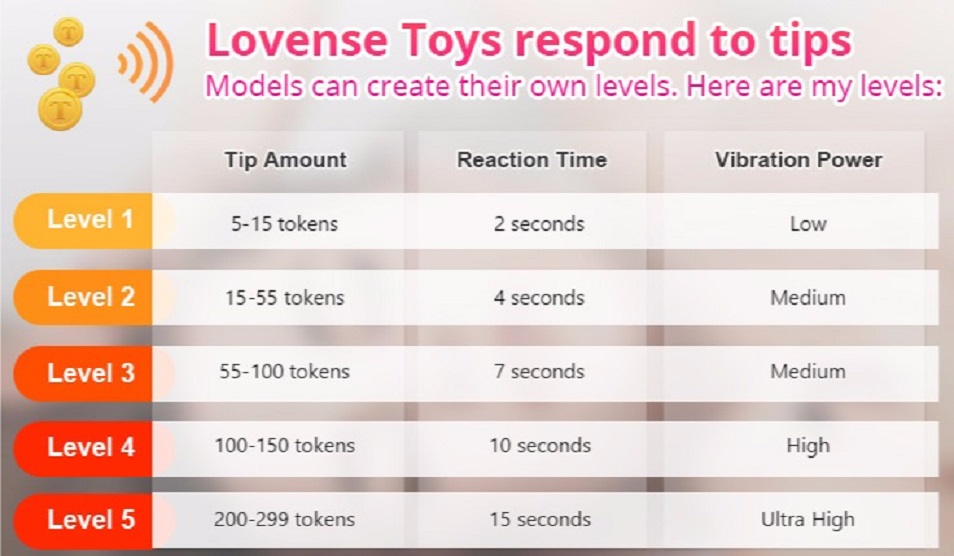 Lovense Toys respond to tips
Models can create their own levels. Here are my levels:
Tip Amount Reaction Time Vibration Power
Level 1 5-15 tokens 2 seconds Low
Level 2 15-55 tokens 4 seconds Medium
Level 3 55-100 tokens 7 seconds Medium
Level 4 100-150 tokens 10 seconds High
Level 5 200-299 tokens 15 seconds Ultra High